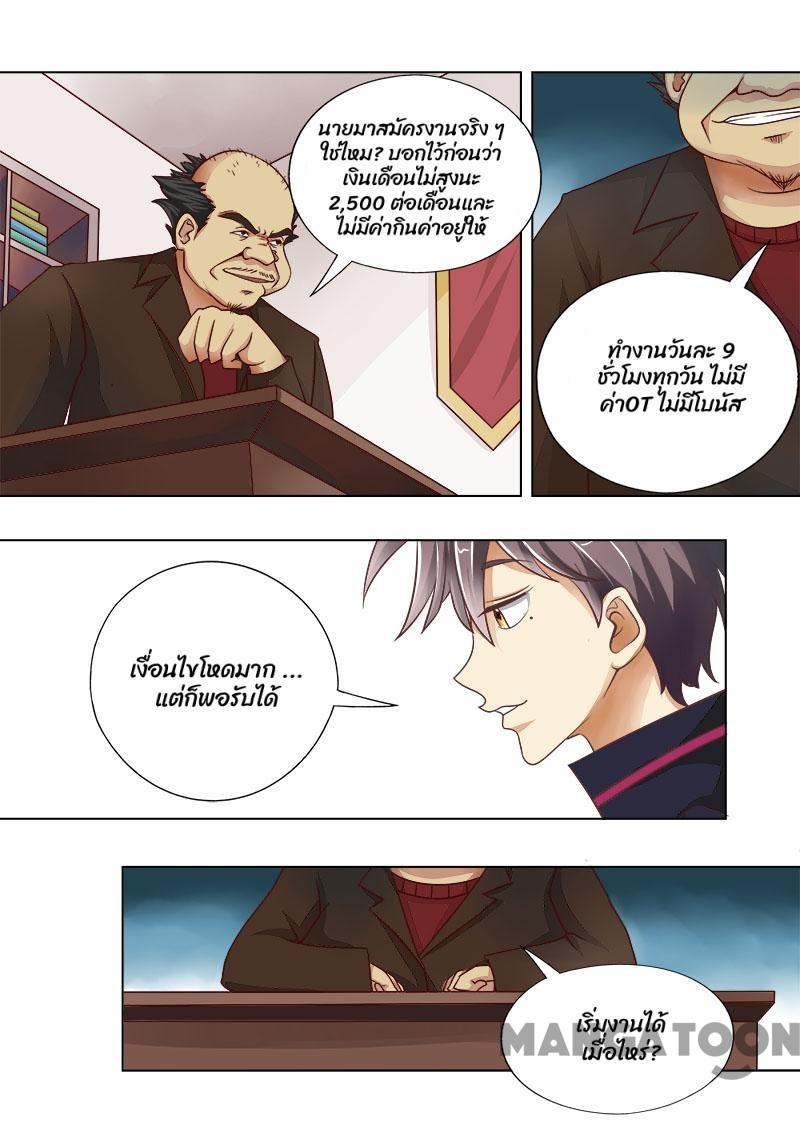 นายมาสมัครงานจริง ๆ
ใช่ไหม? บอกไว้ก่อนว่า
เงินเดือนไม่สูงนะ
2,500 ต่อเดือนและ
ไม่มีค่ากินค่าอยู่ให้
ทำงานวันละ 9
ชั่วโมงทุกวัน ไม่มี
ค่าOT ไม่มีโบนัส
เงื่อนไขโหดมาก ...
แต่ก็พอรับได้
เริ่มงานได้
เมื่อไหร่?
MANGATOON